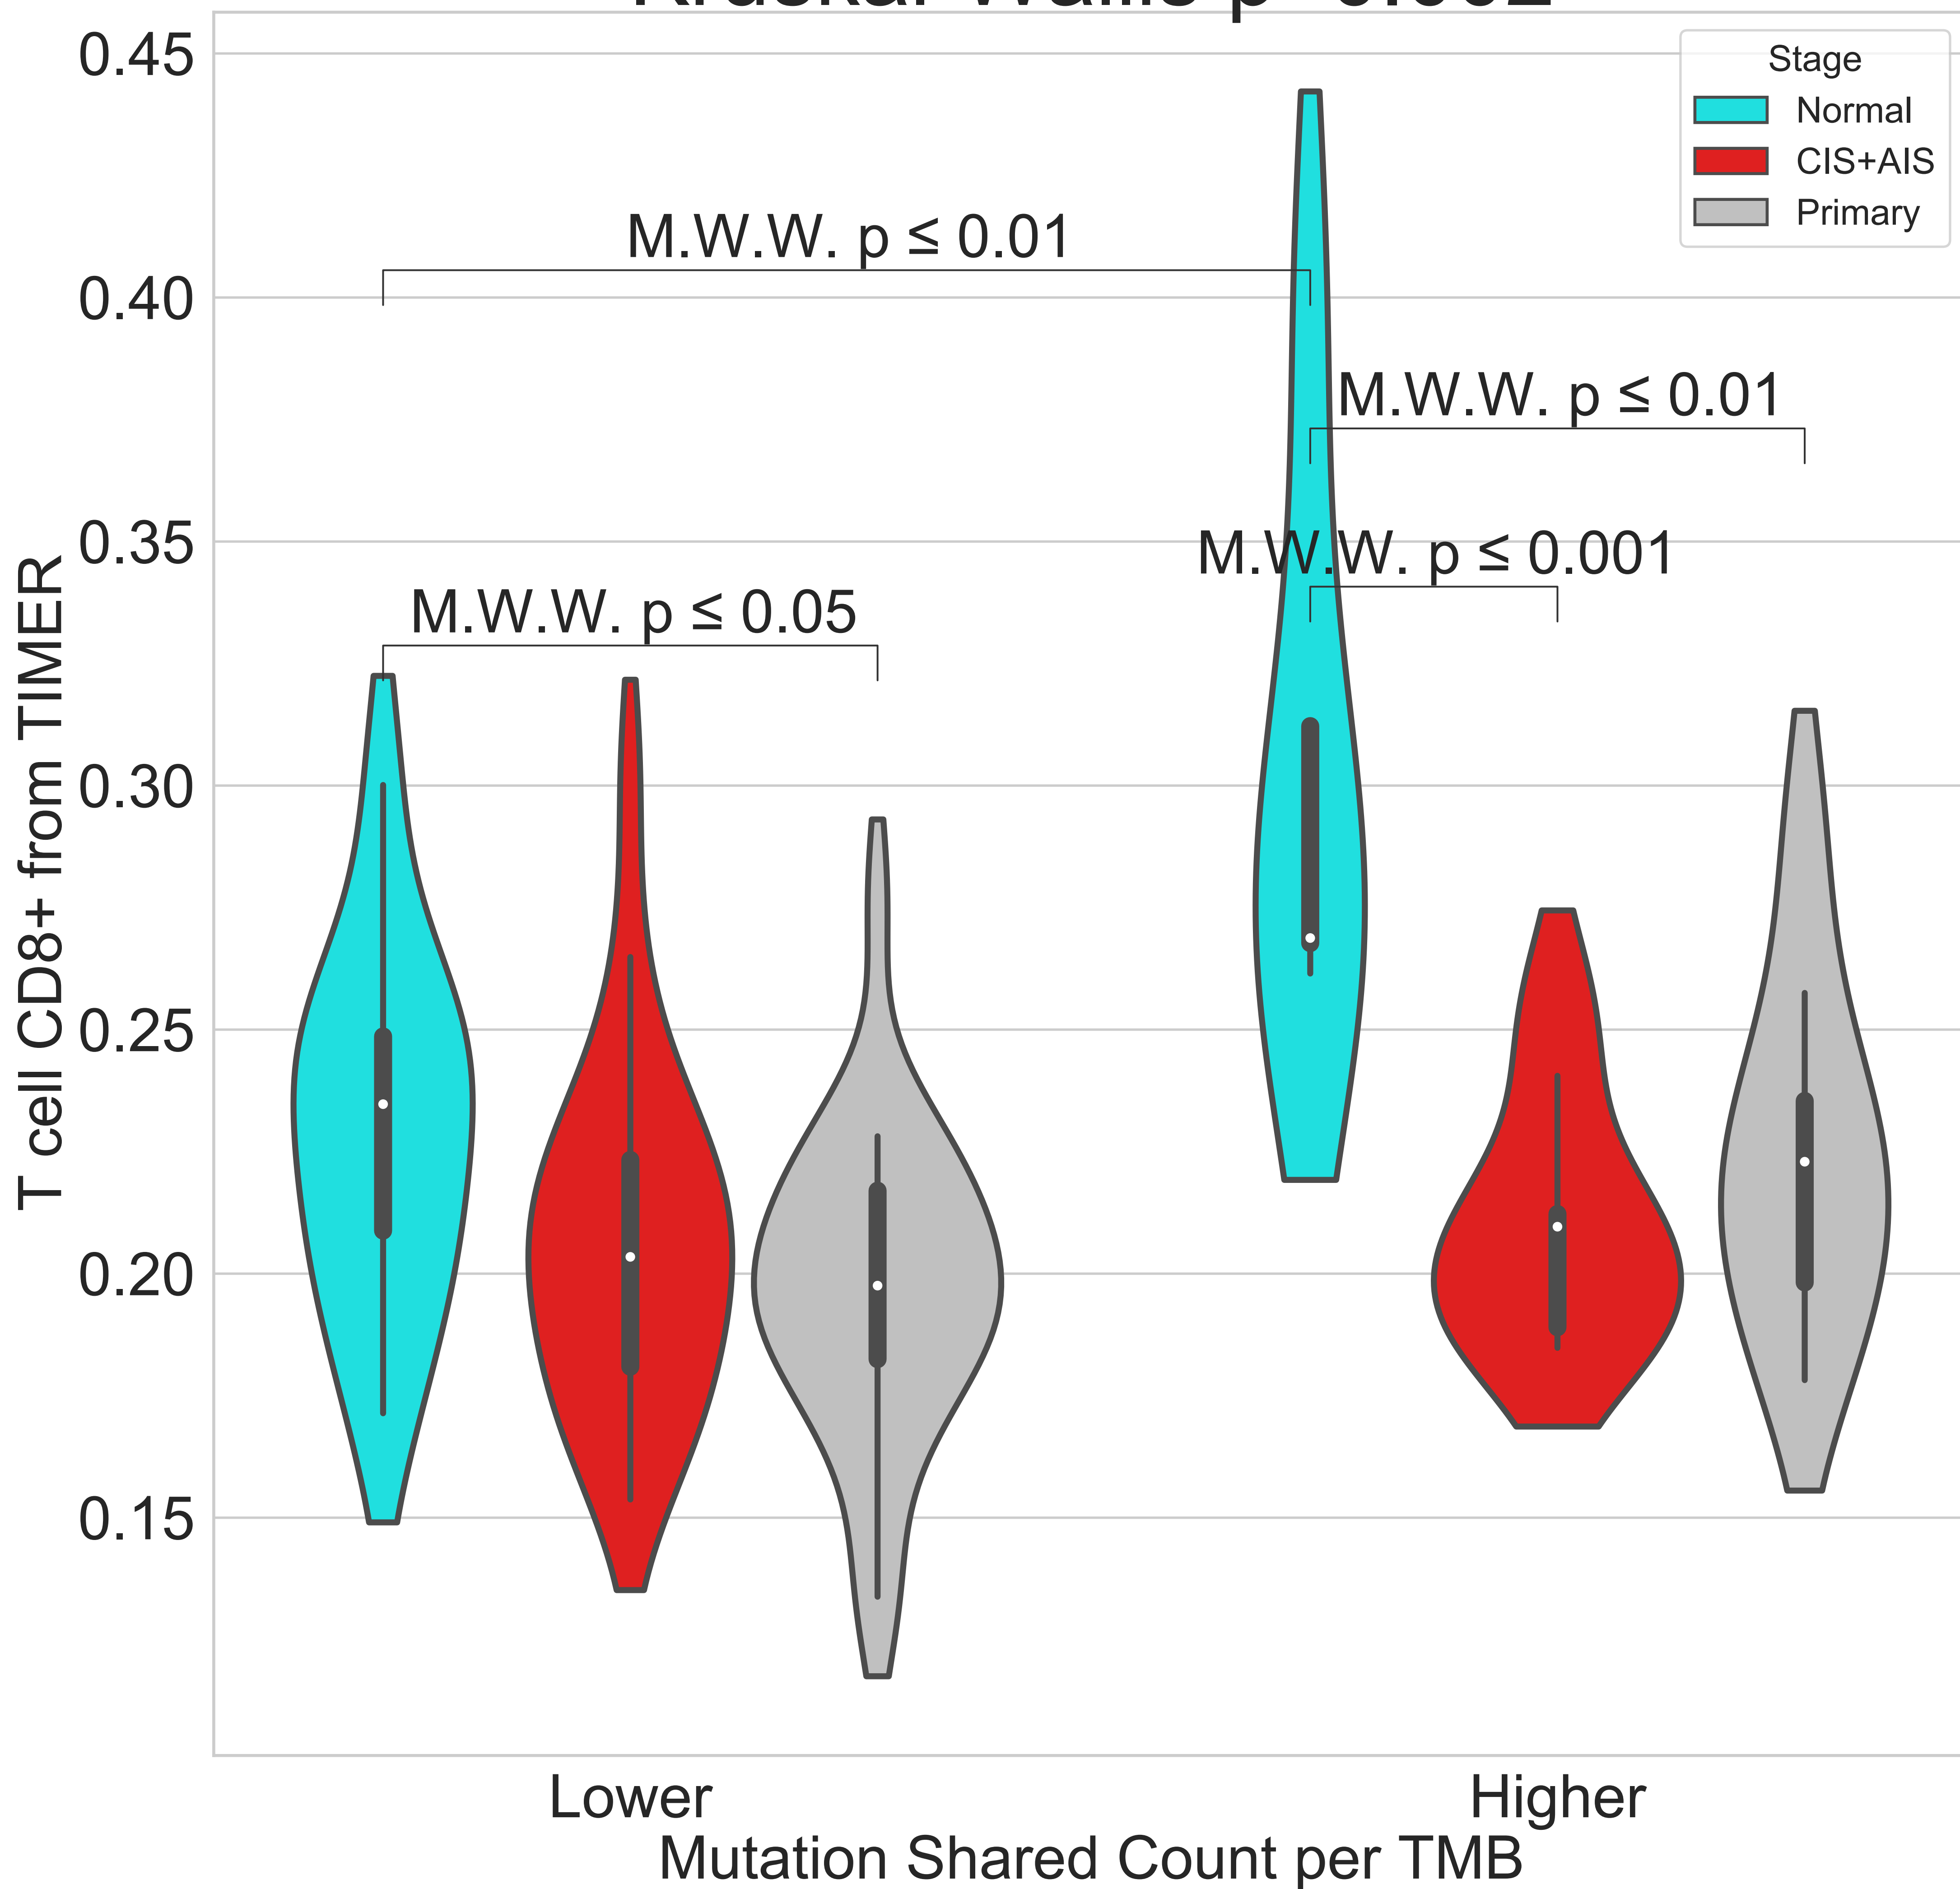 0.45
0.40
0.35
0.30
0.25
0.20
0.15
T cell CD8+ from TIMER
Stage
Normal
CIS+AIS
Primary
M.W.W. p ≤ 0.01
M.W.W. p ≤ 0.01
M.W.W. p ≤ 0.001
M.W.W. p ≤ 0.05
Lower
Higher
Mutation Shared Count per TMB